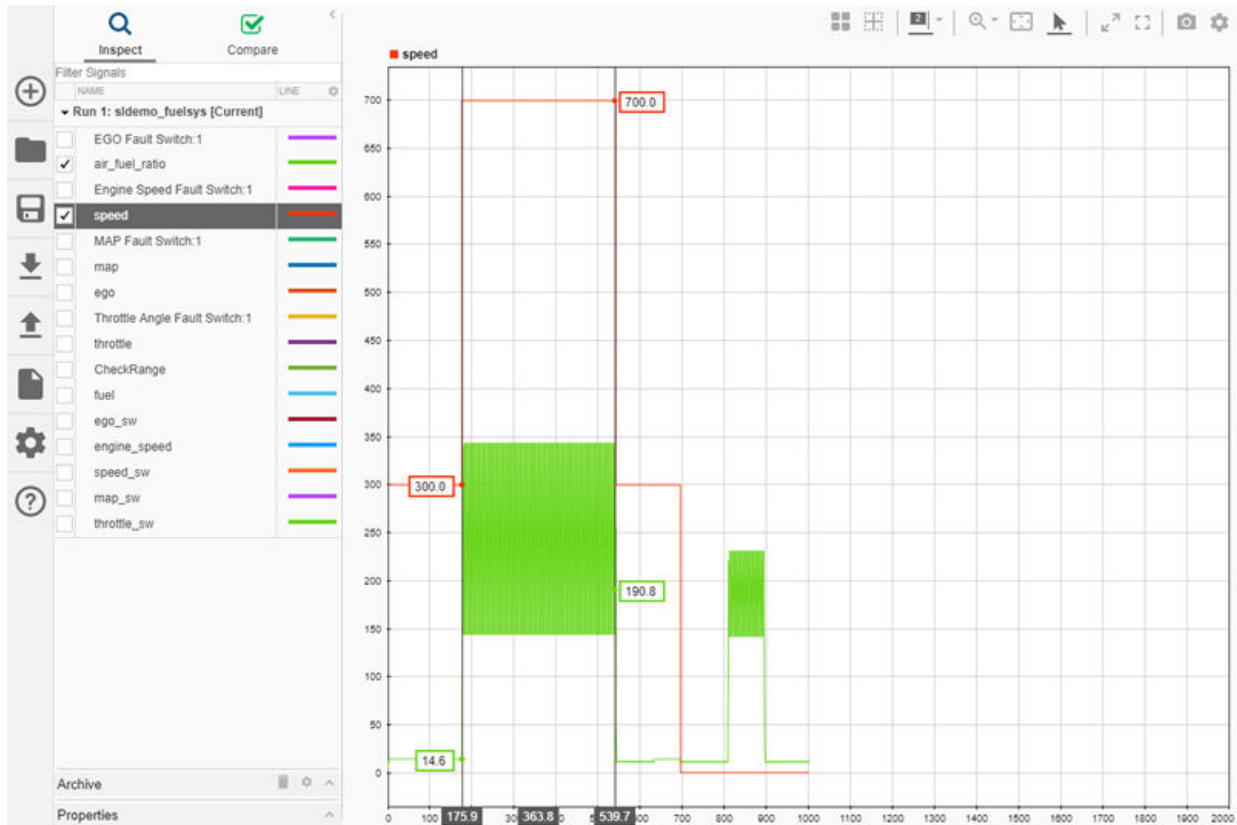 Inspect
Compare
Filter Signals
NAME LINE
Run 1: sldemo_fuelsys [Current]
EGO Fault Switch:1
air_fuel_ratio
Engine Speed Fault Switch:1
speed
MAP Fault Switch:1
map
ego
Throttle Angle Fault Switch:1
throttle
CheckRange
fuel
ego_sw
engine_speed
speed_sw
map_sw
throttle_sw
Archive
Properties
2
speed
700
650
600
550
500
450
400
350
300
250
200
150
100
50
0
700.0
300.0
190.8
14.6
0 100 175.9 363.8 539.7 700 800 900 1000 1100 1200 1300 1400 1500 1600 1700 1800 1900 2000